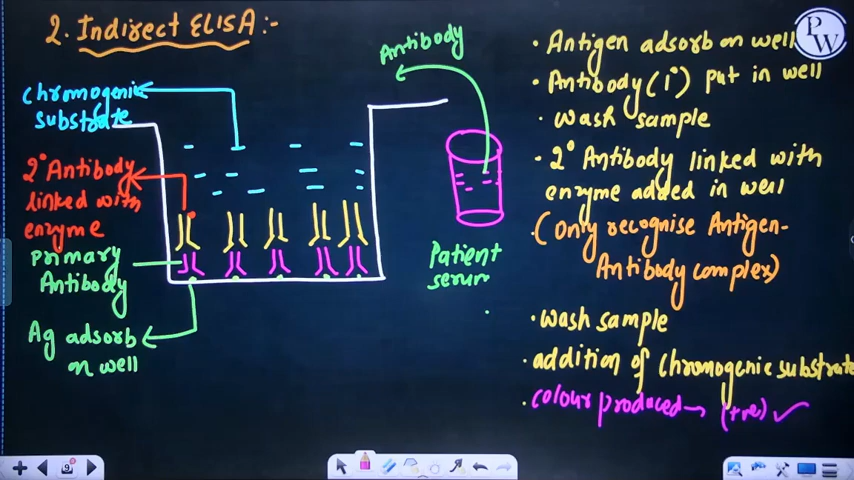 2. Indirect ELISA:-
Antibody
chromogenic
substrate
2° Antibody
linked with
enzyme
primary
Antibody
Ag adsorb
on well
Patient
serum
PW
• Antigen adsorb on well
• Antibody (1°) put in well
• wash sample
• 2° Antibody linked with
enzyme added in well
• (only recognise Antigen-
Antibody complex)
• wash sample
• addition of chromogenic substrate
• colour produced → (+ve) ✓
9